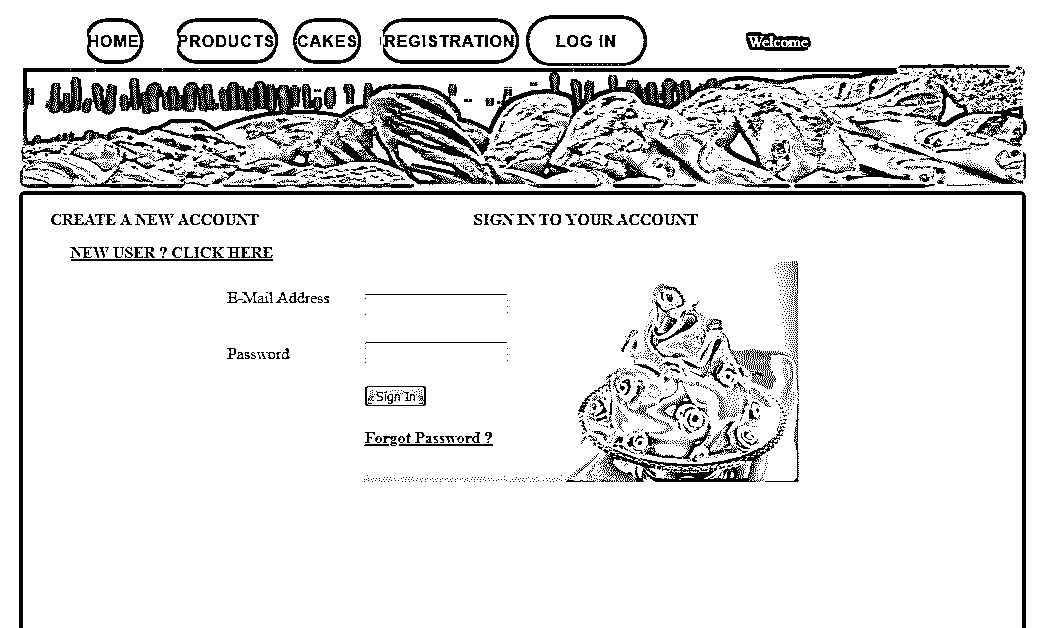 HOME PRODUCTS CAKES REGISTRATION LOG IN Welcome
CREATE A NEW ACCOUNT SIGN IN TO YOUR ACCOUNT
NEW USER ? CLICK HERE
E-Mail Address
Password
Sign In
Forgot Password ?